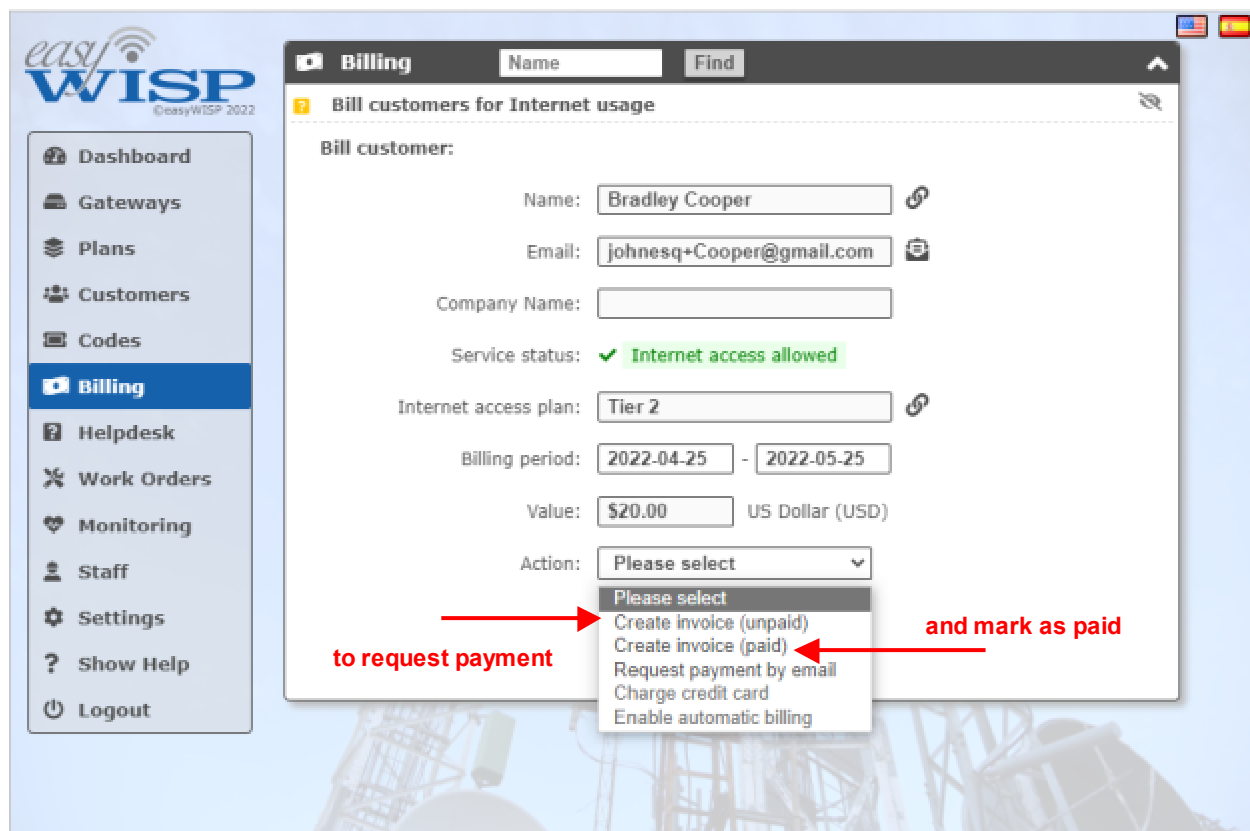 easy
WISP
©easyWISP 2022
Dashboard
Gateways
Plans
Customers
Codes
Billing
Helpdesk
Work Orders
Monitoring
Staff
Settings
? Show Help
Logout
Billing Name Find
? Bill customers for Internet usage
Bill customer:
Name: Bradley Cooper
Email: johnesq+Cooper@gmail.com
Company Name:
Service status: ✔ Internet access allowed
Internet access plan: Tier 2
Billing period: 2022-04-25 - 2022-05-25
Value: $20.00 US Dollar (USD)
Action: Please select
Please select
Create invoice (unpaid)
Create invoice (paid)
Request payment by email
Charge credit card
Enable automatic billing
to request payment
and mark as paid